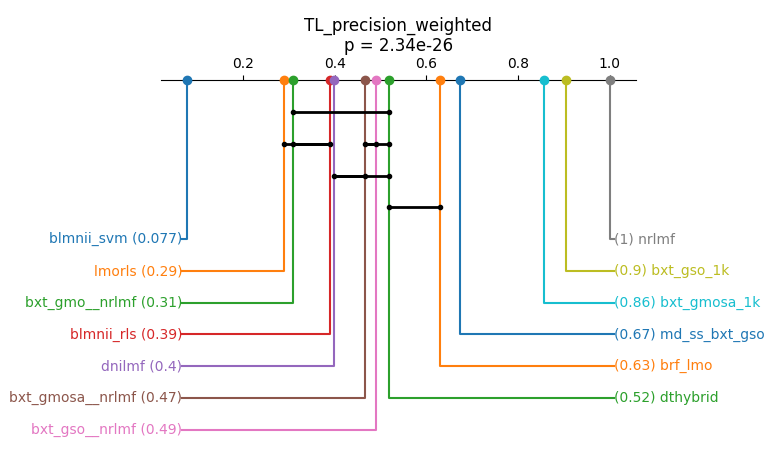 TL_precision_weighted
p = 2.34e-26
0.2 0.4 0.6 0.8 1.0
blmnii_svm (0.077) (1) nrlmf
lmorls (0.29) (0.9) bxt_gso_1k
bxt_gmo__nrlmf (0.31) (0.86) bxt_gmosa_1k
blmnii_rls (0.39) (0.67) md_ss_bxt_gso
dnilmf (0.4) (0.63) brf_lmo
bxt_gmosa__nrlmf (0.47) (0.52) dthybrid
bxt_gso__nrlmf (0.49)